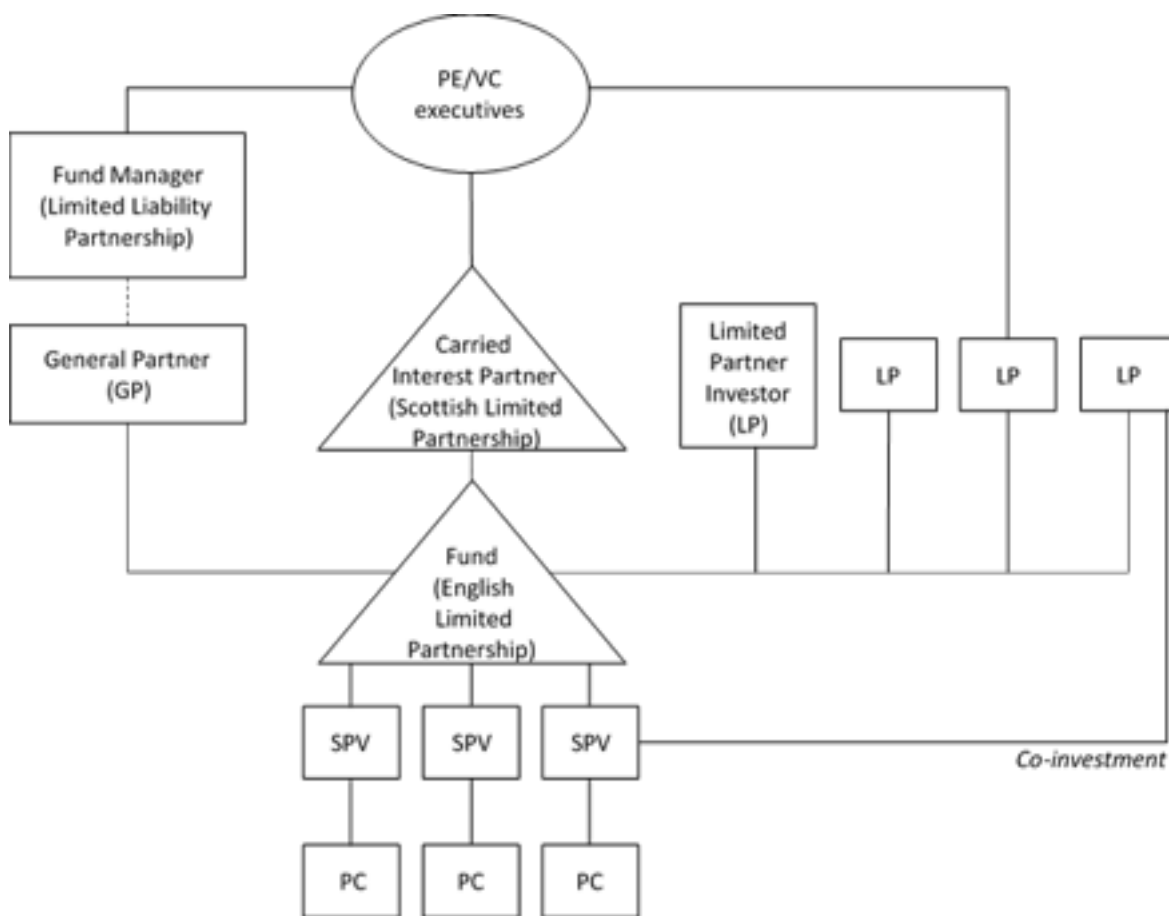 PE/VC
executives
Fund Manager
(Limited Liability
Partnership)
General Partner
(GP)
Carried
Interest Partner
(Scottish Limited
Partnership)
Limited
Partner
Investor
(LP)
LP
LP
LP
Fund
(English
Limited
Partnership)
SPV
SPV
SPV
Co-investment
PC
PC
PC